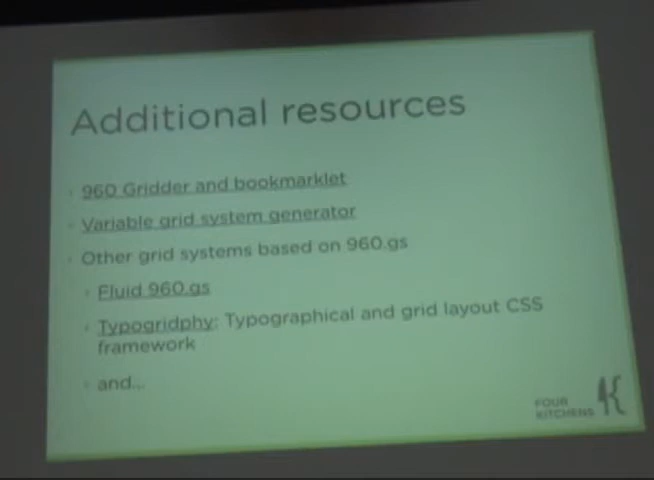 Additional resources
960 Gridder and bookmarklet
Variable grid system generator
Other grid systems based on 960.gs
Fluid 960.gs
Typogridphy: Typographical and grid layout CSS
framework
and...
FOUR
KITCHENS